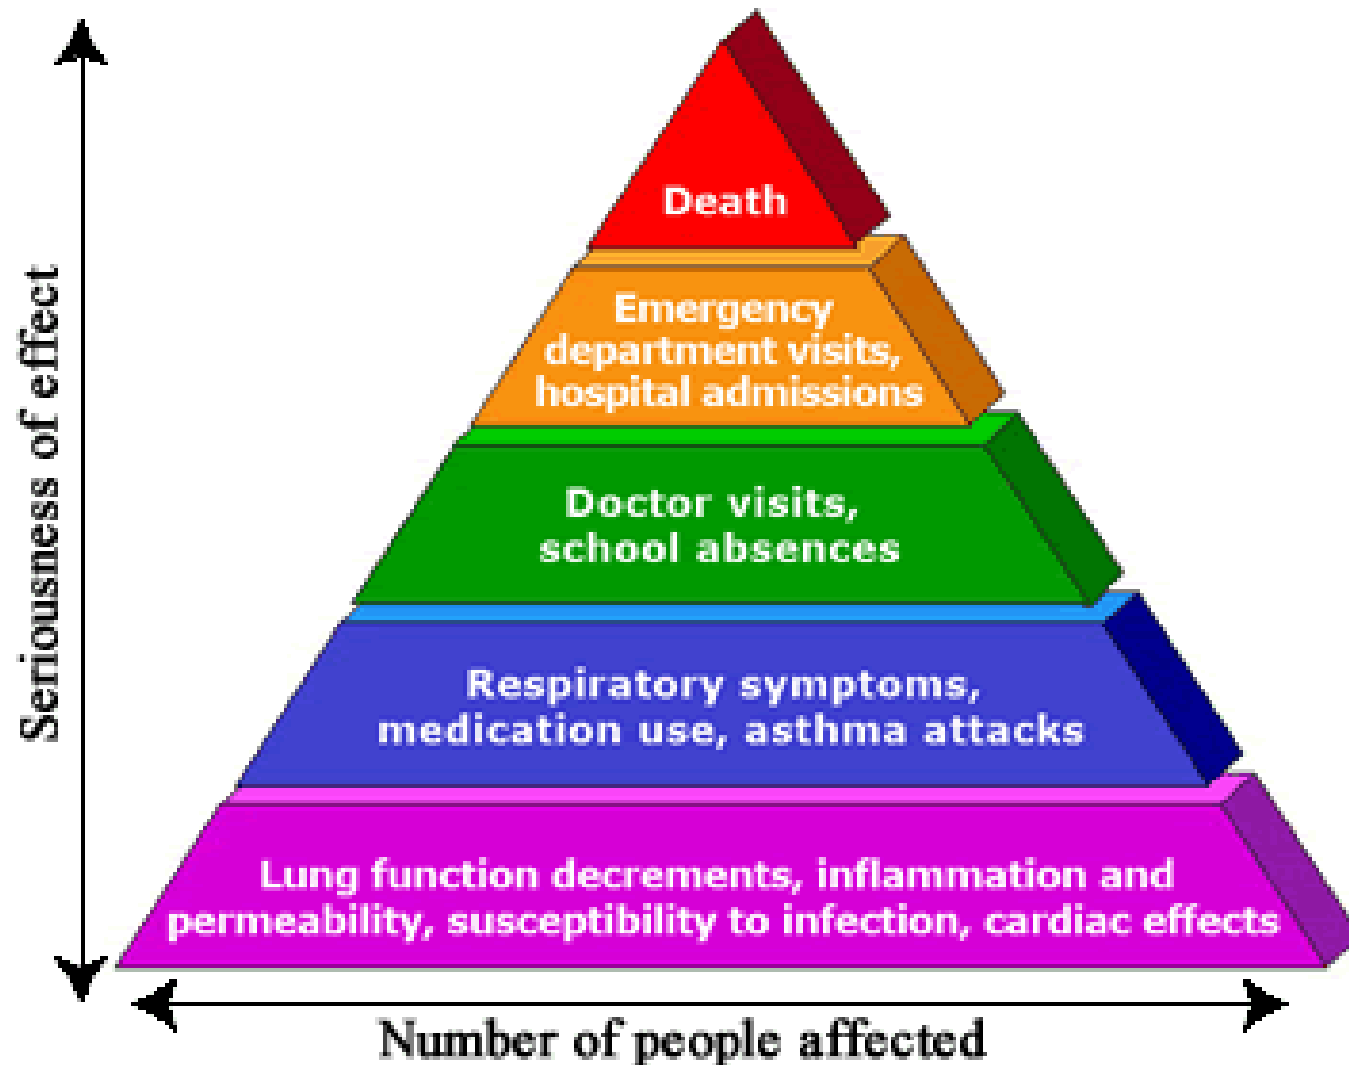 Death
Emergency
department visits,
hospital admissions
Doctor visits,
school absences
Respiratory symptoms,
medication use, asthma attacks
Lung function decrements, inflammation and
permeability, susceptibility to infection, cardiac effects
Seriousness of effect
Number of people affected